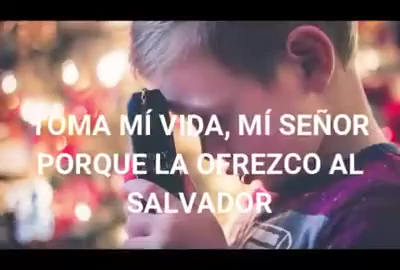 TOMA MÍ VIDA, MÍ SEÑOR
PORQUE LA OFREZCO AL
SALVADOR